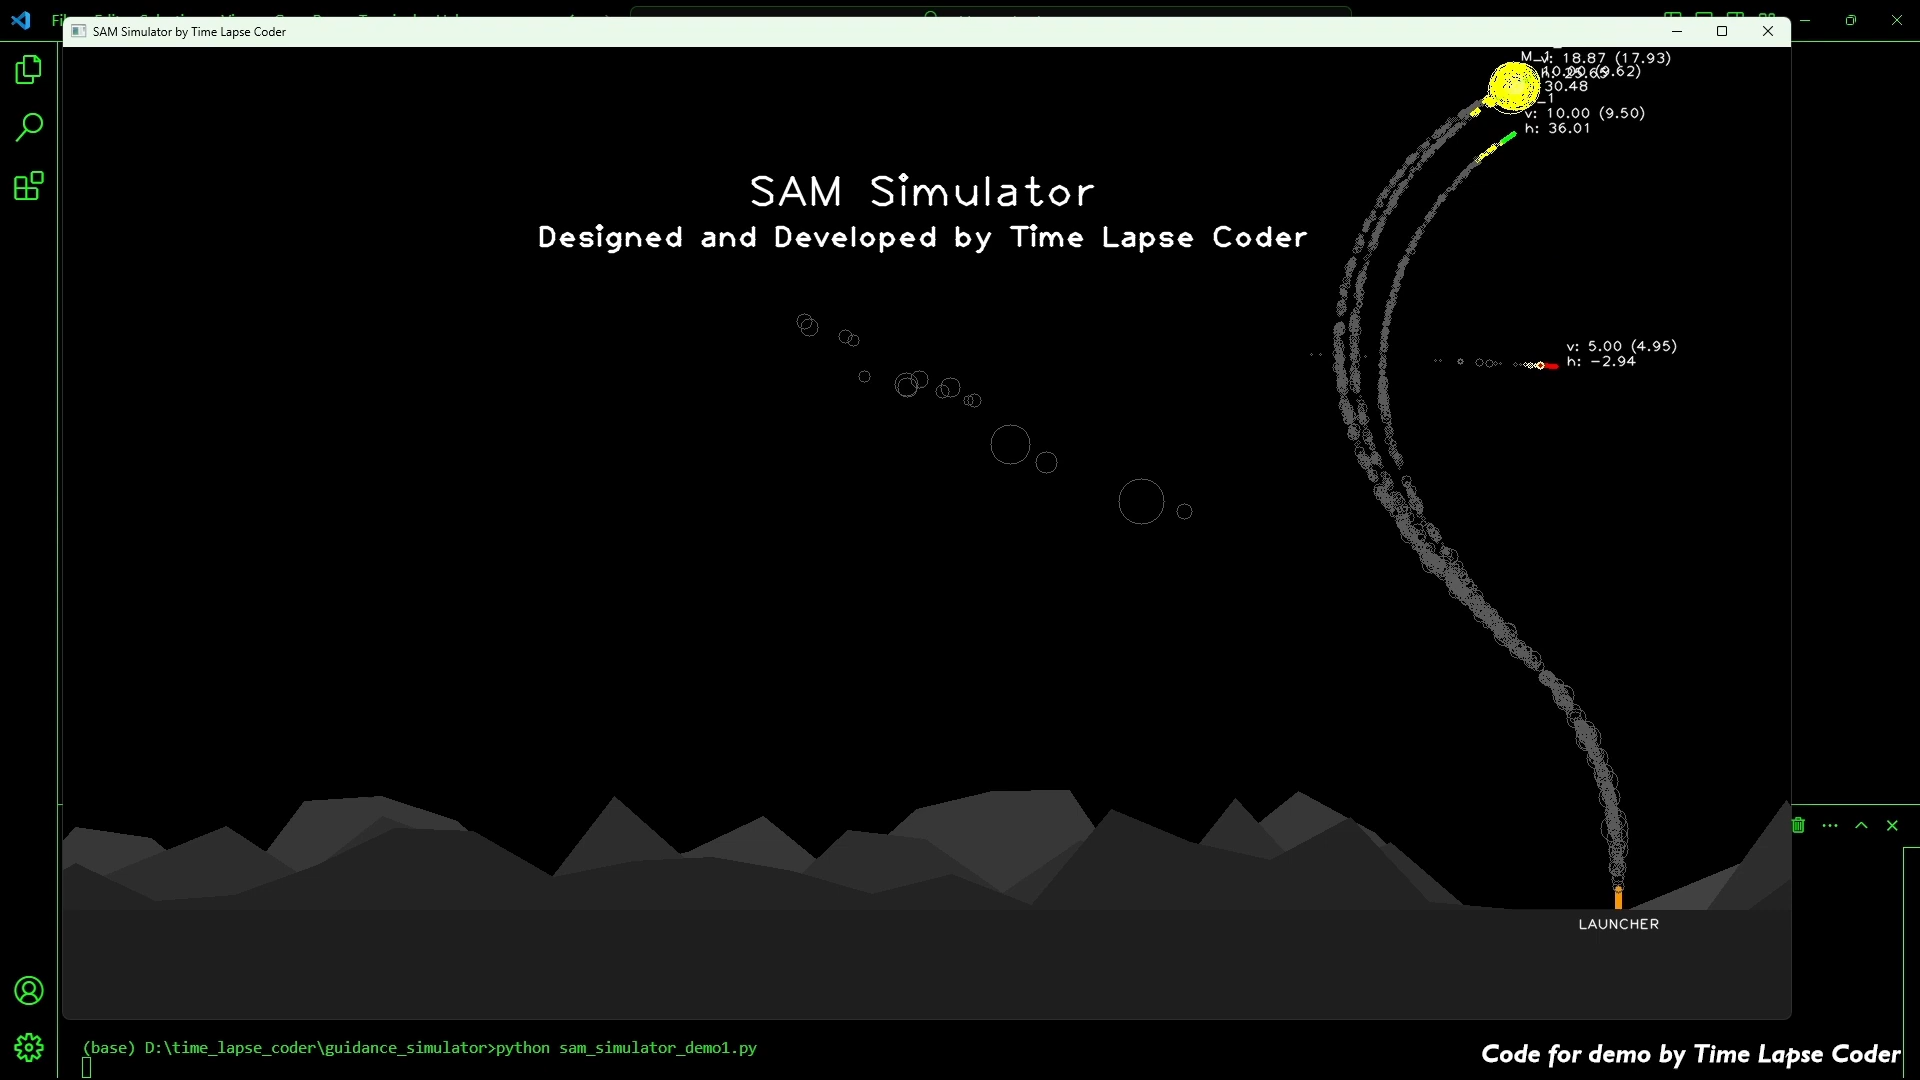 SAM Simulator by Time Lapse Coder
v: 18.87 (17.93)
30.48
v: 10.00 (9.50)
h: 36.01
SAM Simulator
Designed and Developed by Time Lapse Coder
v: 5.00 (4.95)
h: -2.94
LAUNCHER
(base) D:\time_lapse_coder\guidance_simulator>python sam_simulator_demo1.py
Code for demo by Time Lapse Coder